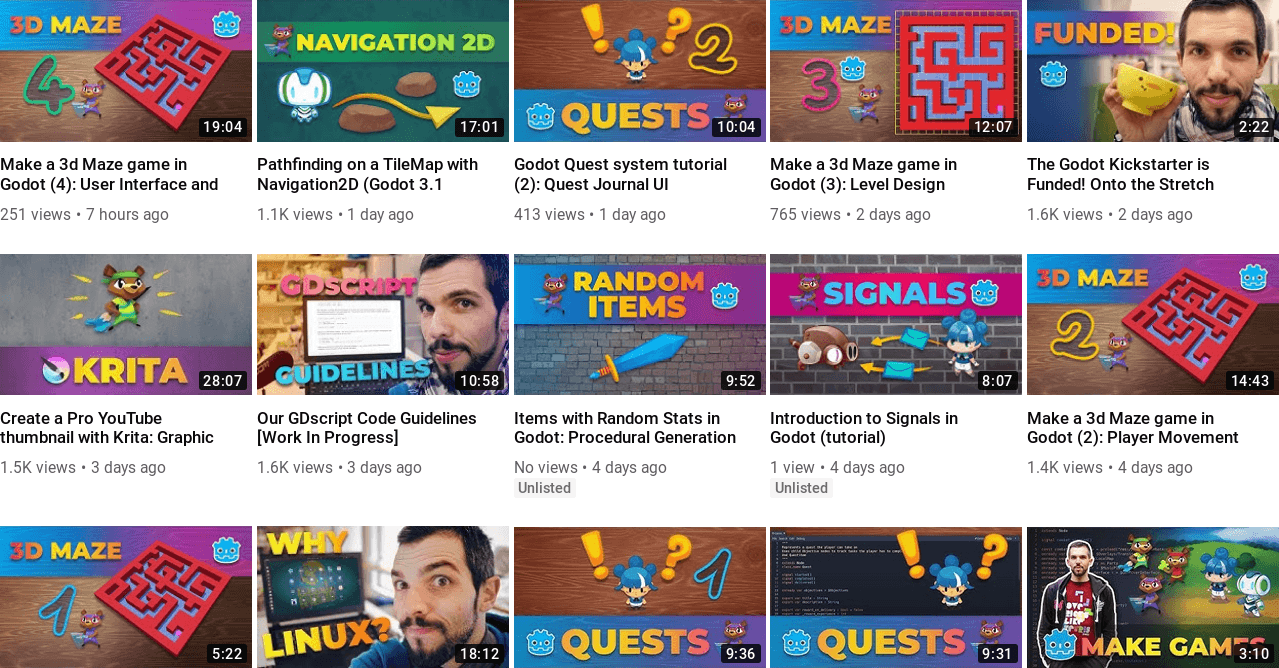 3D MAZE
4
19:04
NAVIGATION 2D
17:01
! ? 2
QUESTS
10:04
3D MAZE
3
12:07
FUNDED!
2:22
Make a 3d Maze game in
Godot (4): User Interface and
251 views • 7 hours ago
Pathfinding on a TileMap with
Navigation2D (Godot 3.1
1.1K views • 1 day ago
Godot Quest system tutorial
(2): Quest Journal UI
413 views • 1 day ago
Make a 3d Maze game in
Godot (3): Level Design
765 views • 2 days ago
The Godot Kickstarter is
Funded! Onto the Stretch
1.6K views • 2 days ago
KRITA
28:07
GDSCRIPT
GUIDELINES
10:58
RANDOM
ITEMS
9:52
SIGNALS
8:07
3D MAZE
2
14:43
Create a Pro YouTube
thumbnail with Krita: Graphic
1.5K views • 3 days ago
Our GDscript Code Guidelines
[Work In Progress]
1.6K views • 3 days ago
Items with Random Stats in
Godot: Procedural Generation
No views • 4 days ago
Unlisted
Introduction to Signals in
Godot (tutorial)
1 view • 4 days ago
Unlisted
Make a 3d Maze game in
Godot (2): Player Movement
1.4K views • 4 days ago
3D MAZE
1
5:22
WHY
LINUX?
18:12
! ? 1
QUESTS
9:36
! ?
QUESTS
9:31
MAKE GAMES
3:10